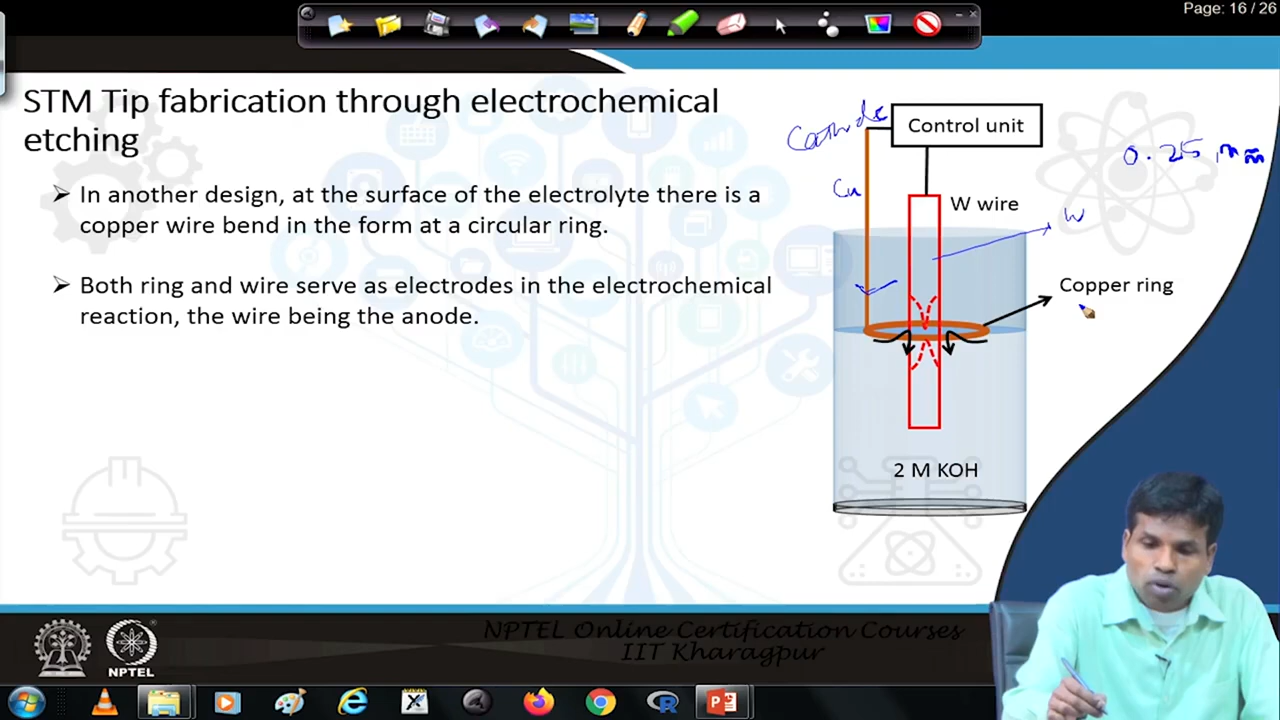 Page: 16 / 26
STM Tip fabrication through electrochemical
etching
In another design, at the surface of the electrolyte there is a
copper wire bend in the form at a circular ring.
Both ring and wire serve as electrodes in the electrochemical
reaction, the wire being the anode.
Cathode
Control unit
0.25 mm
Cu
W wire
W
Copper ring
2 M KOH
NPTEL
NPTEL Online Certification Courses
IIT Kharagpur